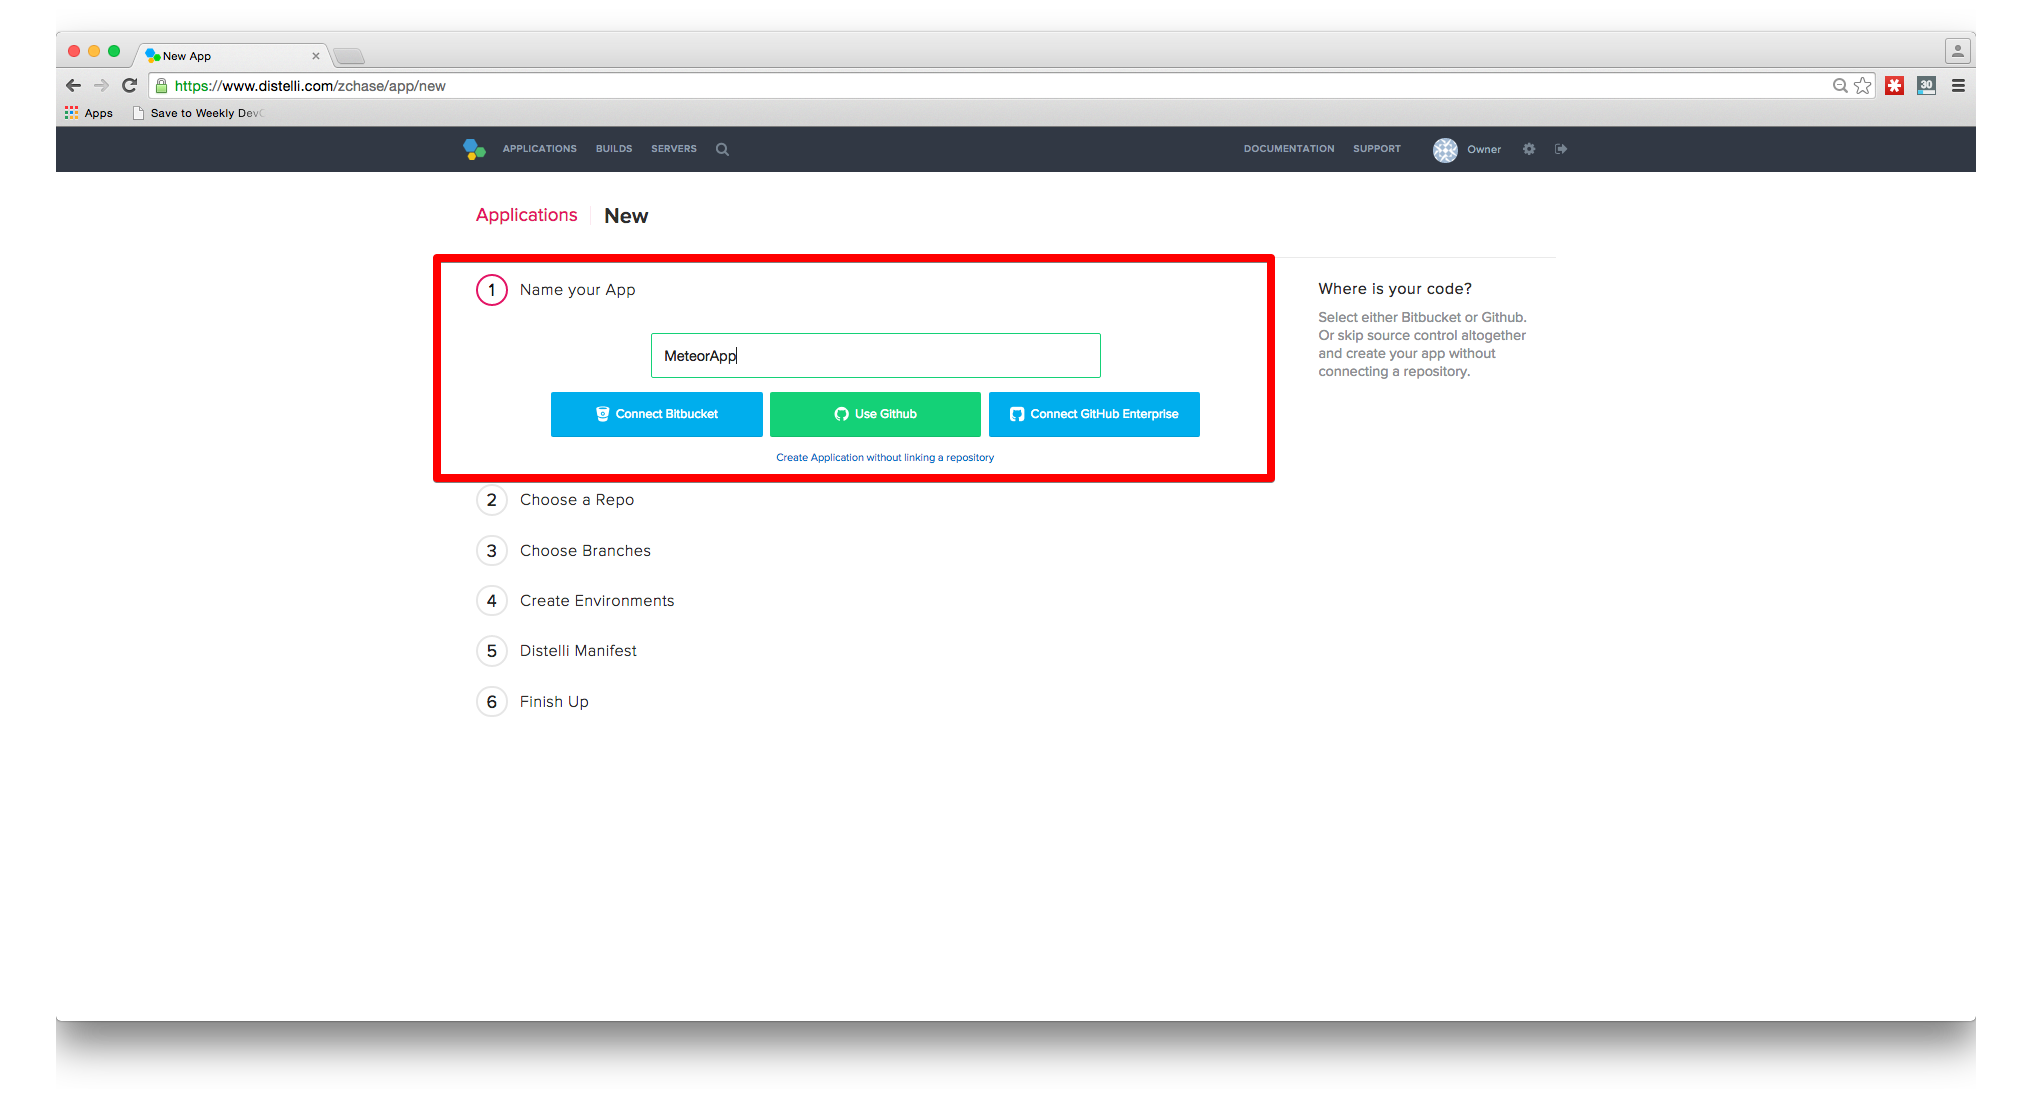 New App
https://www.distelli.com/zchase/app/new
30
Apps
Save to Weekly Dev
APPLICATIONS BUILDS SERVERS
DOCUMENTATION SUPPORT Owner
Applications New
1 Name your App
MeteorApp
Connect Bitbucket
Use Github
Connect GitHub Enterprise
Create Application without linking a repository
2 Choose a Repo
3 Choose Branches
4 Create Environments
5 Distelli Manifest
6 Finish Up
Where is your code?
Select either Bitbucket or Github.
Or skip source control altogether
and create your app without
connecting a repository.